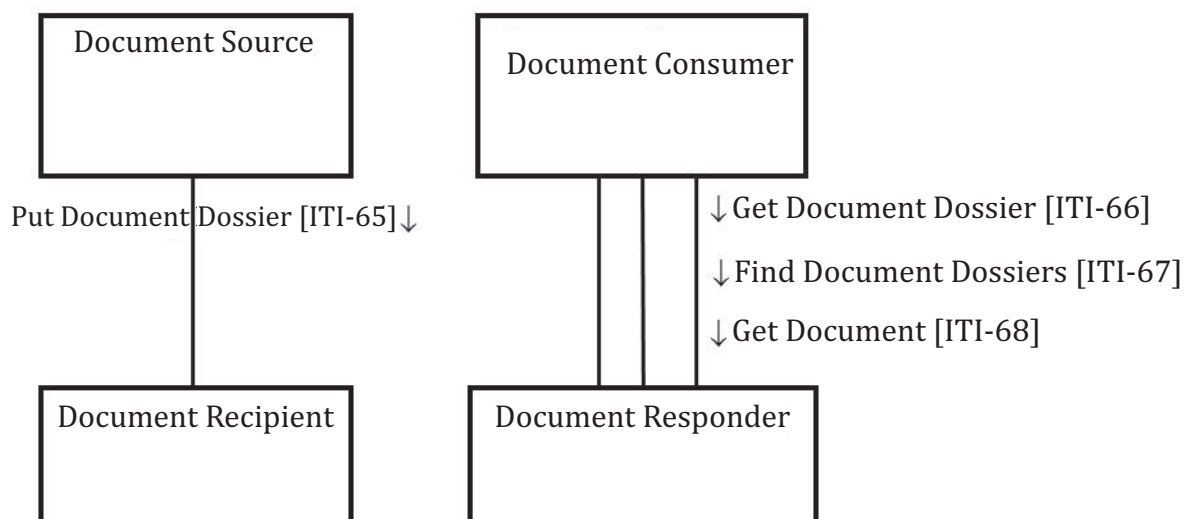 Document Source
Document Consumer
Put Document Dossier [ITI-65]↓
↓Get Document Dossier [ITI-66]
↓Find Document Dossiers [ITI-67]
↓Get Document [ITI-68]
Document Recipient
Document Responder